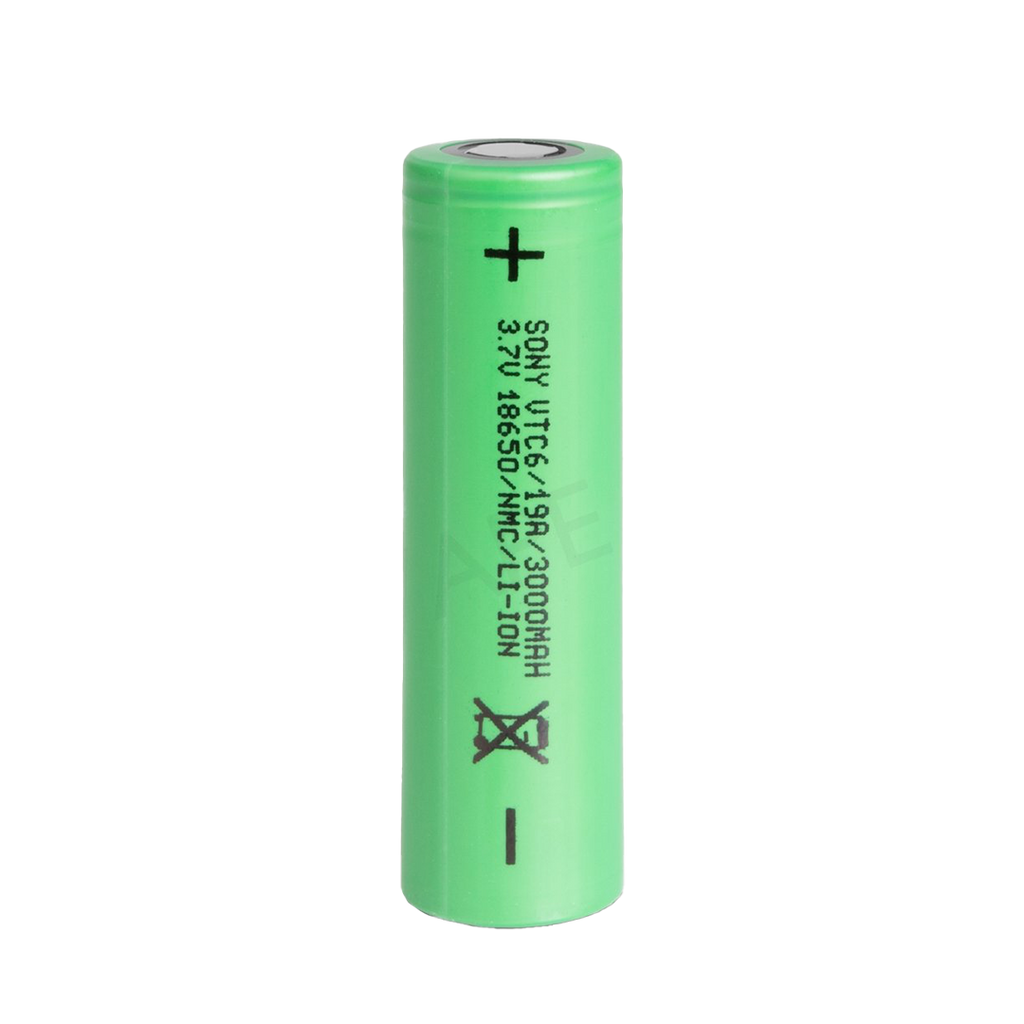 +
SONY VTC6/19A/3000MAH
3.7V 18650/NMC/LI-ION
−